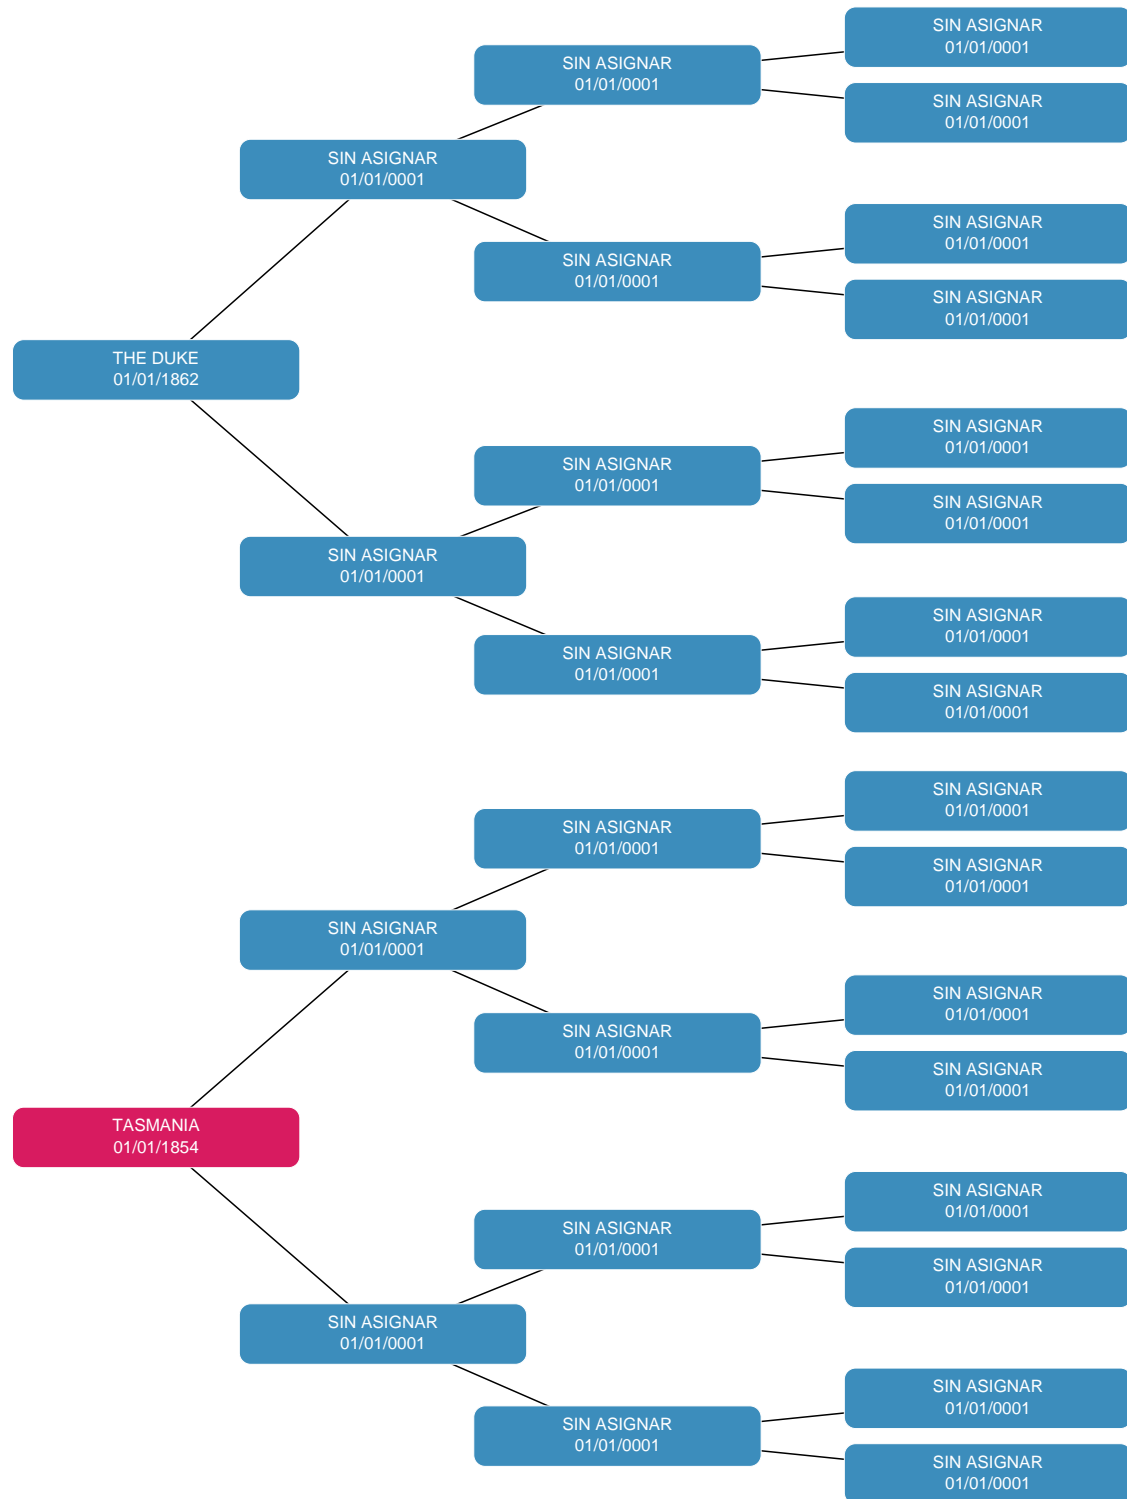 SIN ASIGNAR
01/01/0001
SIN ASIGNAR
01/01/0001
SIN ASIGNAR
01/01/0001
SIN ASIGNAR
01/01/0001
SIN ASIGNAR
01/01/0001
SIN ASIGNAR
01/01/0001
SIN ASIGNAR
01/01/0001
THE DUKE
01/01/1862
SIN ASIGNAR
01/01/0001
SIN ASIGNAR
01/01/0001
SIN ASIGNAR
01/01/0001
SIN ASIGNAR
01/01/0001
SIN ASIGNAR
01/01/0001
SIN ASIGNAR
01/01/0001
SIN ASIGNAR
01/01/0001
SIN ASIGNAR
01/01/0001
SIN ASIGNAR
01/01/0001
SIN ASIGNAR
01/01/0001
SIN ASIGNAR
01/01/0001
SIN ASIGNAR
01/01/0001
SIN ASIGNAR
01/01/0001
SIN ASIGNAR
01/01/0001
TASMANIA
01/01/1854
SIN ASIGNAR
01/01/0001
SIN ASIGNAR
01/01/0001
SIN ASIGNAR
01/01/0001
SIN ASIGNAR
01/01/0001
SIN ASIGNAR
01/01/0001
SIN ASIGNAR
01/01/0001
SIN ASIGNAR
01/01/0001